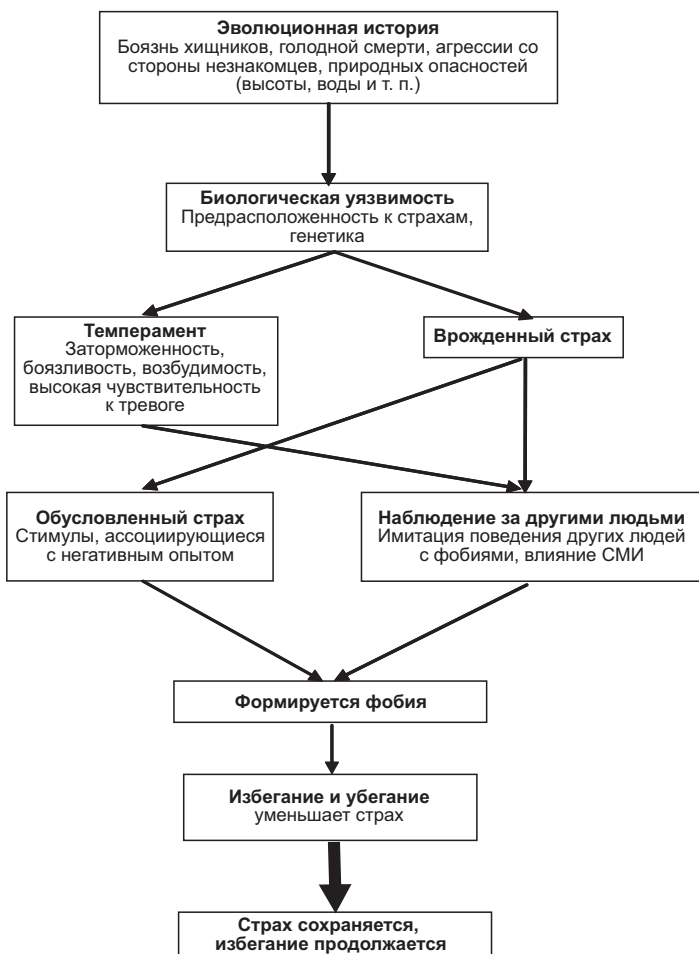 Эволюционная история
Боязнь хищников, голодной смерти, агрессии со
стороны незнакомцев, природных опасностей
(высоты, воды и т. п.)
Биологическая уязвимость
Предрасположенность к страхам,
генетика
Темперамент
Заторможенность,
боязливость, возбудимость,
высокая чувствительность
к тревоге
Врожденный страх
Обусловленный страх
Стимулы, ассоциирующиеся
с негативным опытом
Наблюдение за другими людьми
Имитация поведения других людей
с фобиями, влияние СМИ
Формируется фобия
Избегание и убегание
уменьшает страх
Страх сохраняется,
избегание продолжается